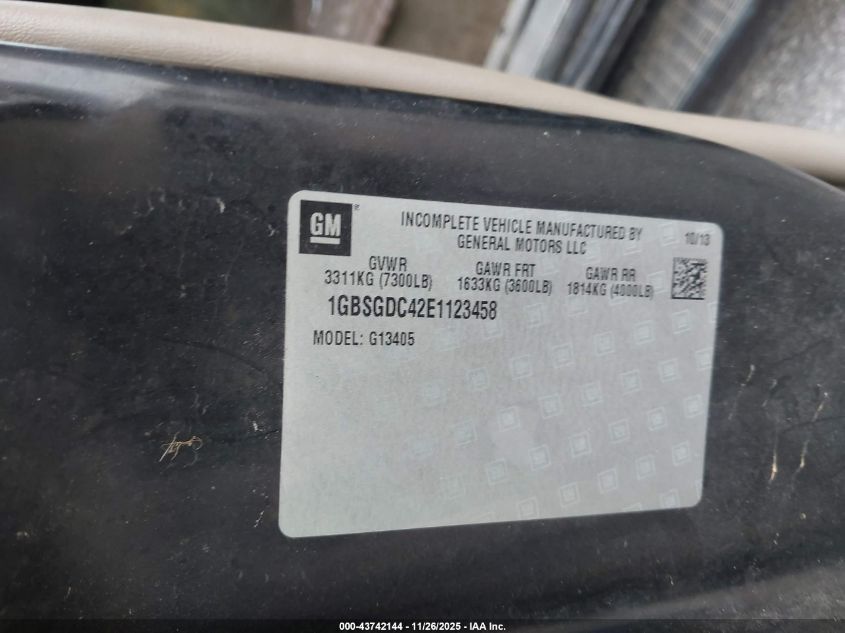 GM ®
INCOMPLETE VEHICLE MANUFACTURED BY
GENERAL MOTORS LLC
10/13
GVWR
3311KG (7300LB)
GAWR FRT
1633KG (3600LB)
GAWR RR
1814KG (4000LB)
1GBSGDC42E1123458
MODEL: G13405
000-43742144 - 11/26/2025 - IAA Inc.